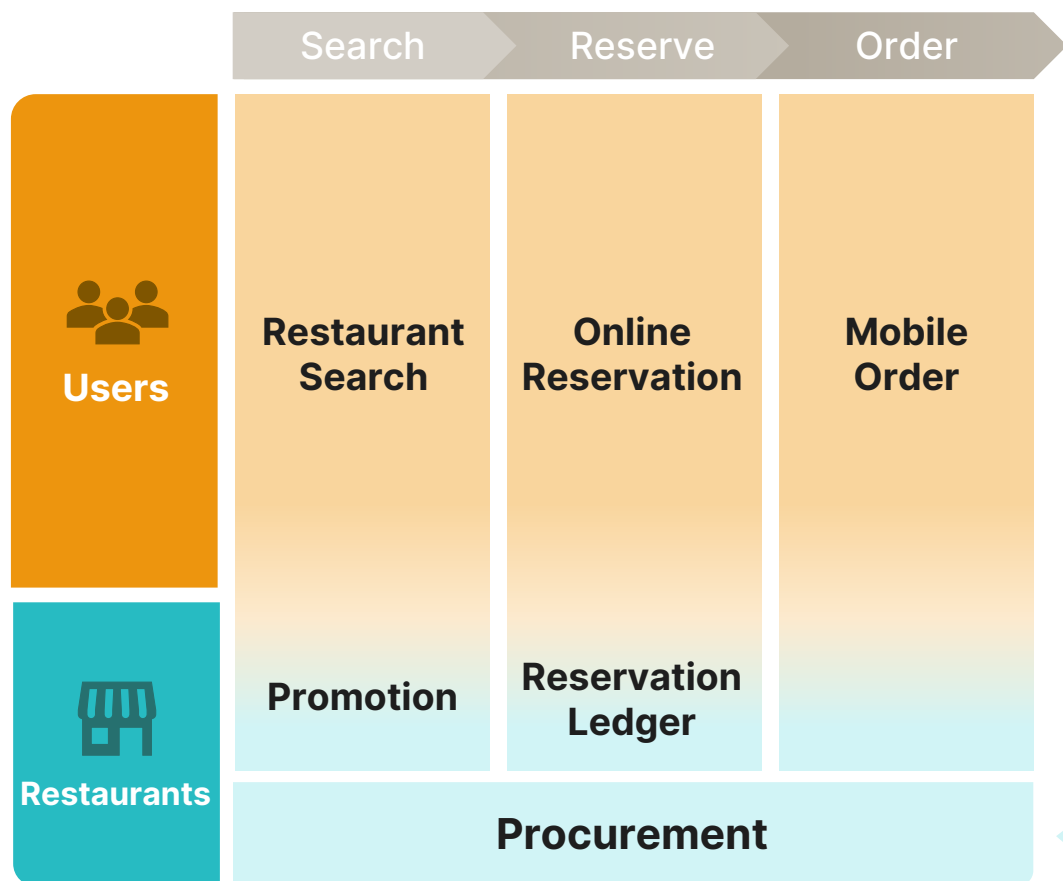 Search
Reserve
Order
Users
Restaurant
Search
Online
Reservation
Mobile
Order
Restaurants
Promotion
Reservation
Ledger
Procurement